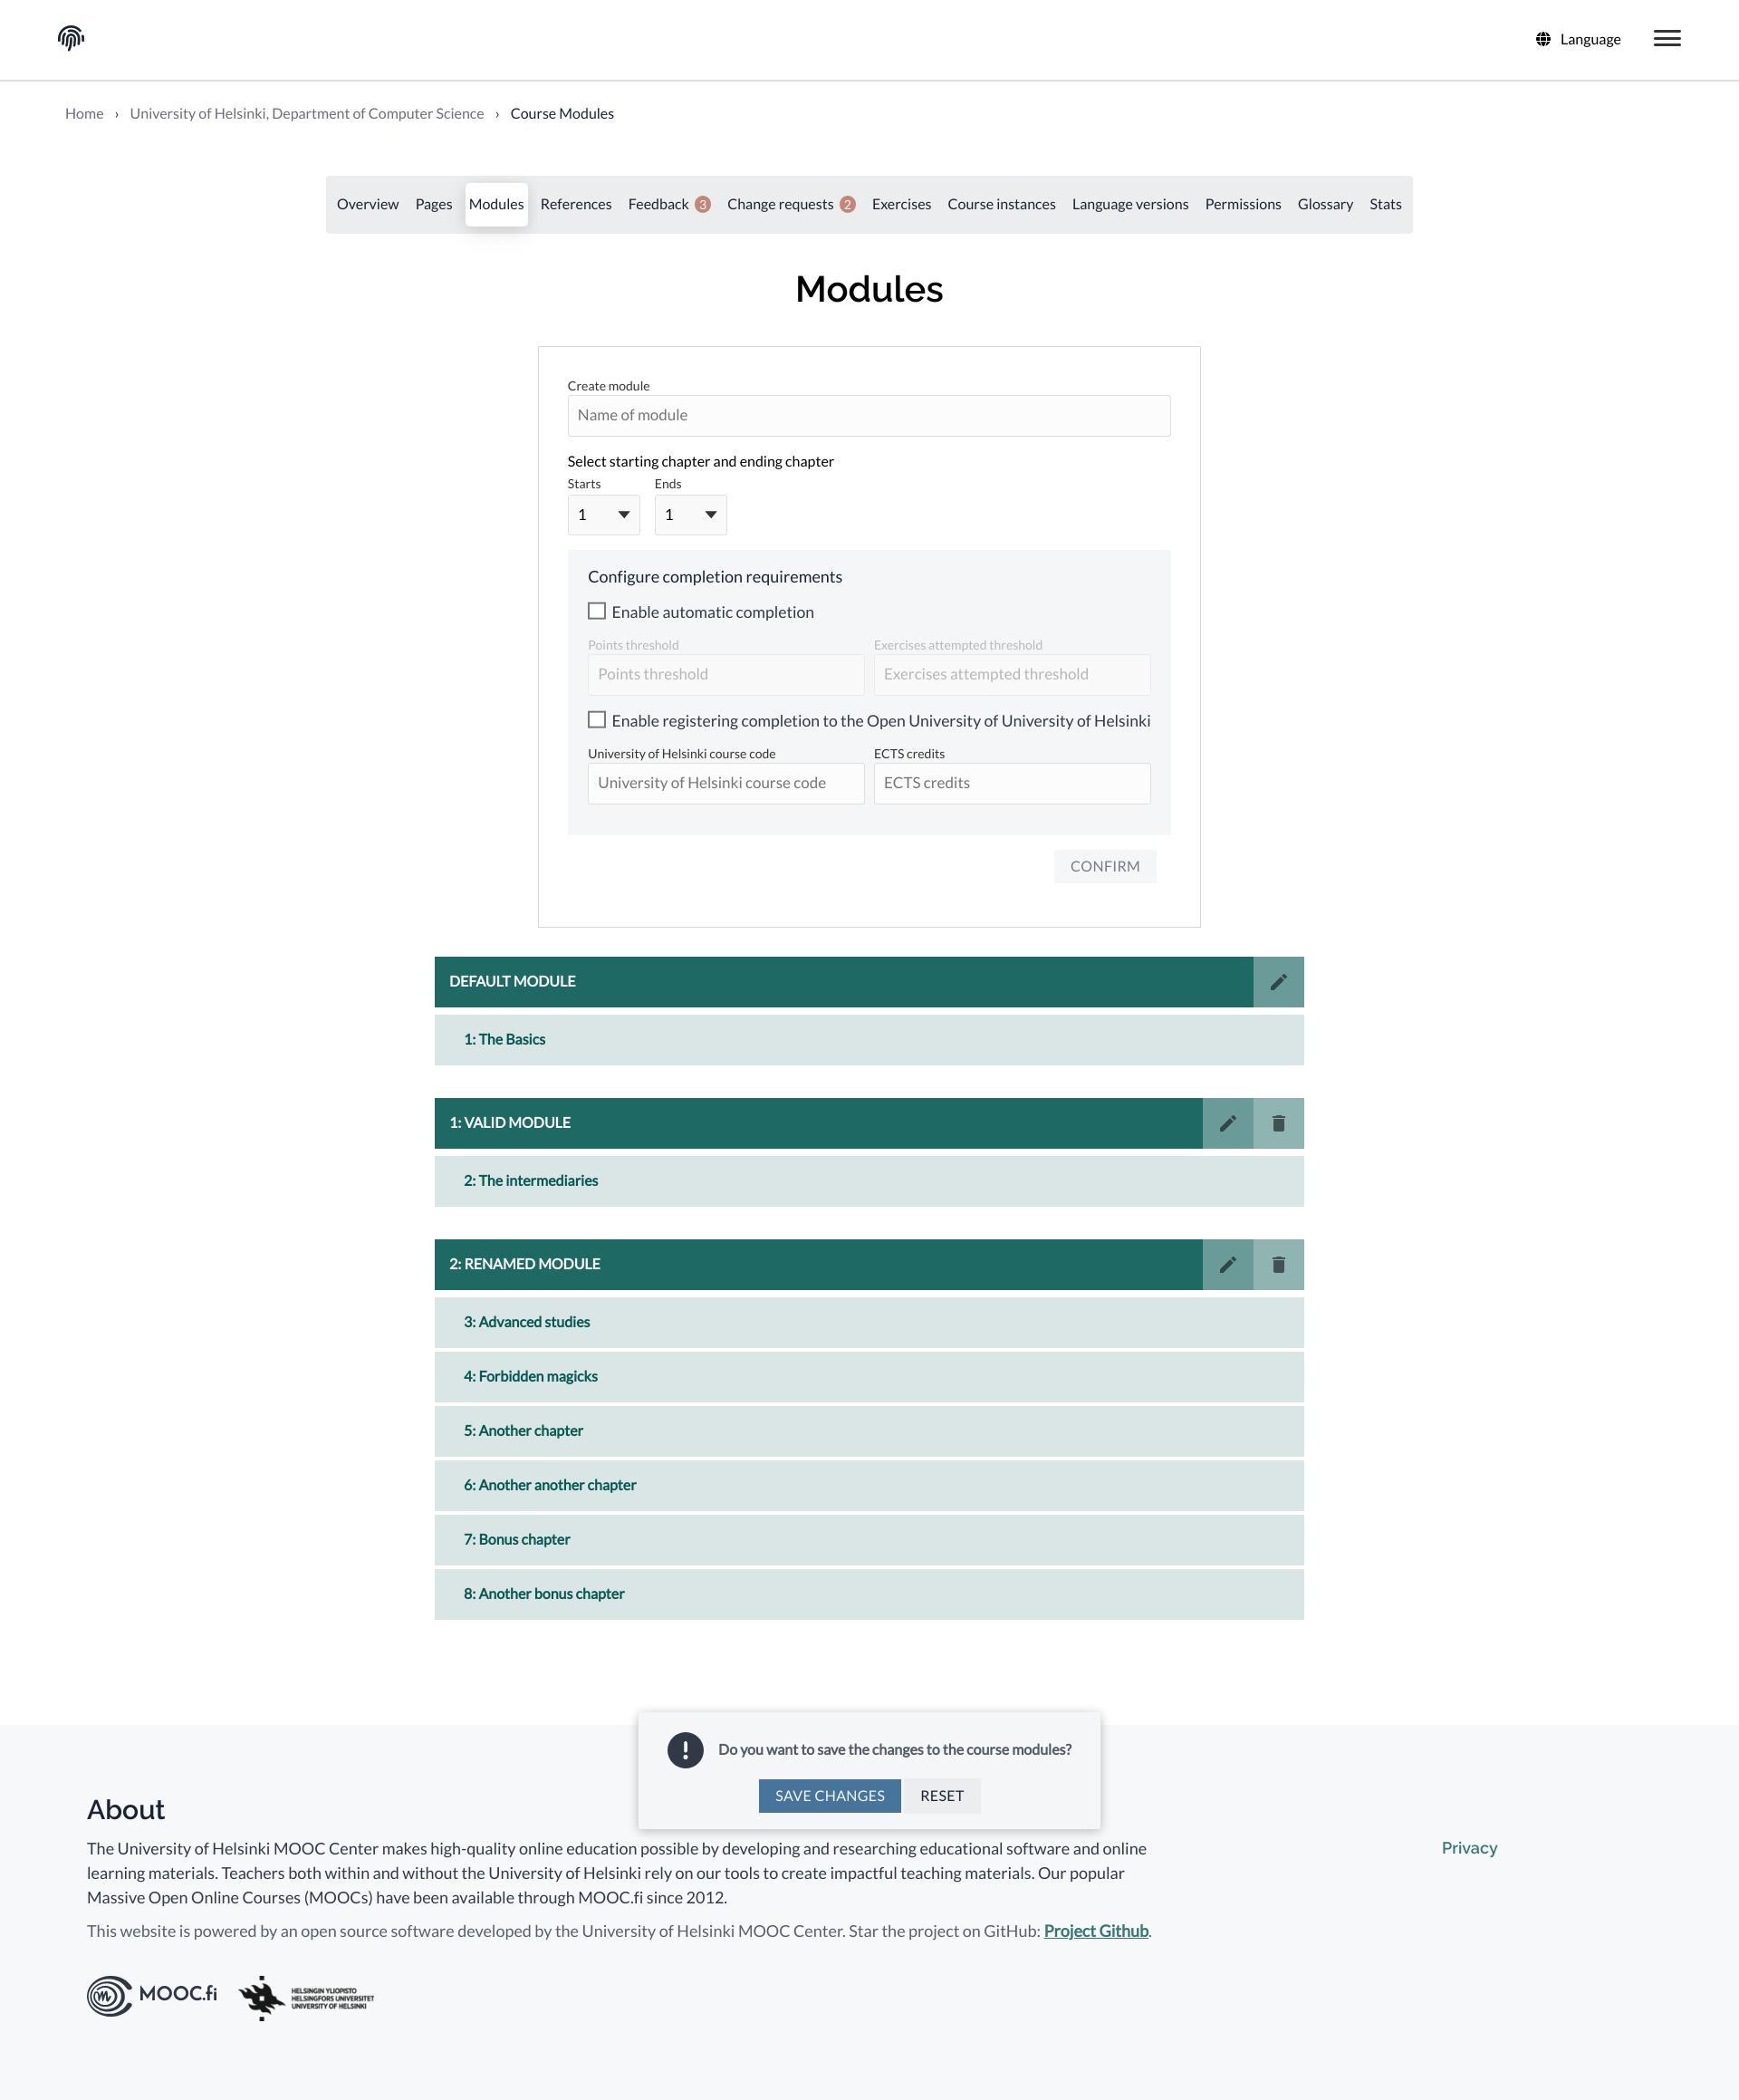 Language
Home › University of Helsinki, Department of Computer Science › Course Modules
Overview Pages Modules References Feedback 3 Change requests 2 Exercises Course instances Language versions Permissions Glossary Stats
Modules
Create module
Name of module
Select starting chapter and ending chapter
Starts Ends
1 1
Configure completion requirements
Enable automatic completion
Points threshold Exercises attempted threshold
Points threshold Exercises attempted threshold
Enable registering completion to the Open University of University of Helsinki
University of Helsinki course code ECTS credits
University of Helsinki course code ECTS credits
CONFIRM
DEFAULT MODULE
1: The Basics
1: VALID MODULE
2: The intermediaries
2: RENAMED MODULE
3: Advanced studies
4: Forbidden magicks
5: Another chapter
6: Another another chapter
7: Bonus chapter
8: Another bonus chapter
Do you want to save the changes to the course modules?
SAVE CHANGES RESET
About
The University of Helsinki MOOC Center makes high-quality online education possible by developing and researching educational software and online
learning materials. Teachers both within and without the University of Helsinki rely on our tools to create impactful teaching materials. Our popular
Massive Open Online Courses (MOOCs) have been available through MOOC.fi since 2012.
Privacy
This website is powered by an open source software developed by the University of Helsinki MOOC Center. Star the project on GitHub: Project Github.
MOOC.fi
HELSINGIN YLIOPISTO
HELSINGFORS UNIVERSITET
UNIVERSITY OF HELSINKI